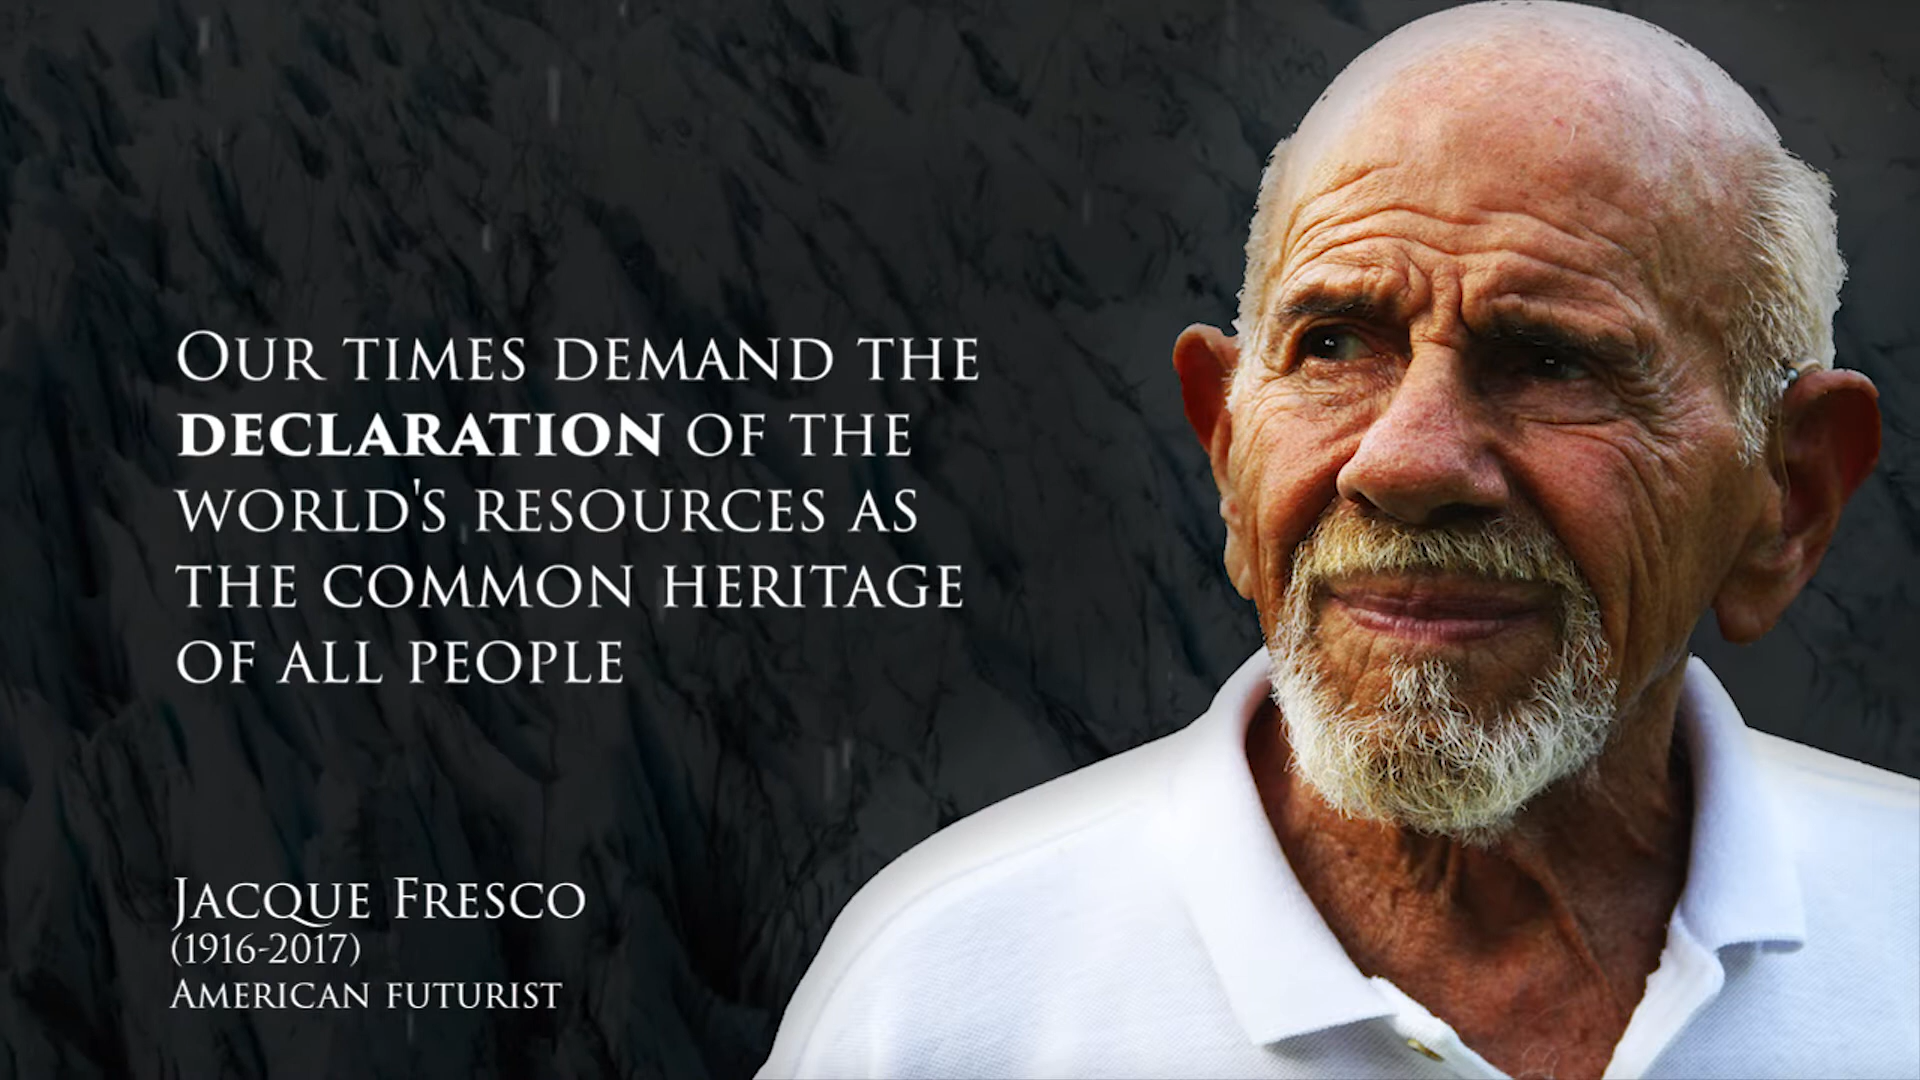 Our times demand the
declaration of the
world's resources as
the common heritage
of all people
Jacque Fresco
(1916-2017)
American futurist